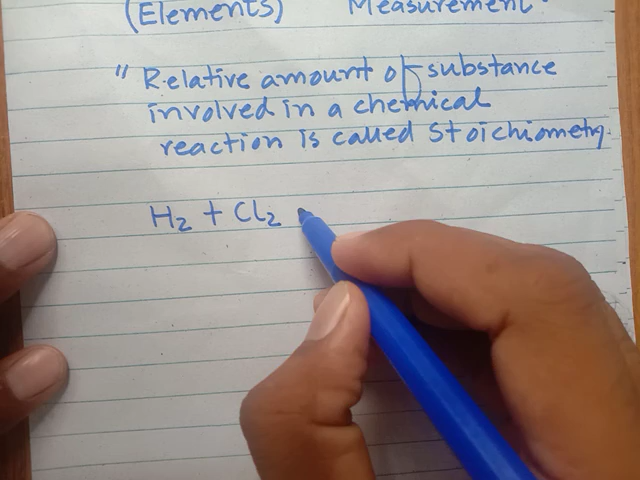 (Elements) Measurement.
" Relative amount of substance
involved in a chemical
reaction is called Stoichiometry.
H₂ + Cl₂